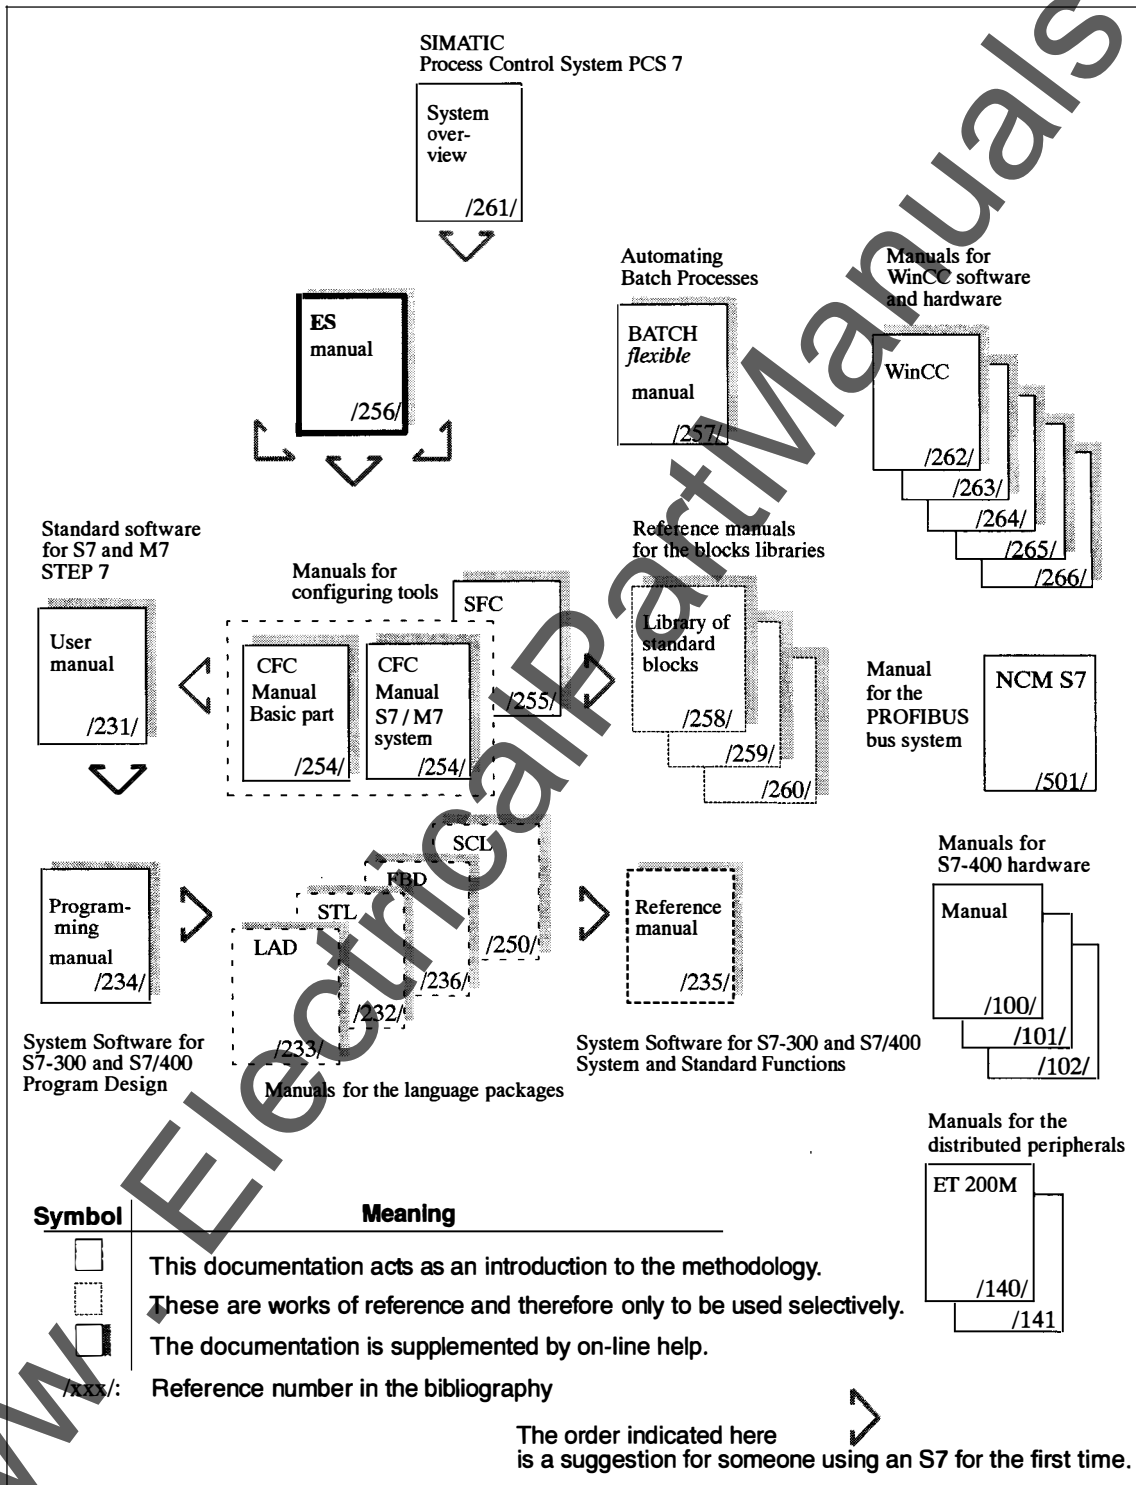 SIMATIC
Process Control System PCS 7
System
over-
view
/261/
ES
manual
/256/
Automating
Batch Processes
BATCH
flexible
manual
/257/
Manuals for
WinCC software
and hardware
WinCC
/262/
/263/
/264/
/265/
/266/
Standard software
for S7 and M7
STEP 7
User
manual
/231/
Manuals for
configuring tools
SFC
/255/
CFC
Manual
Basic part
/254/
CFC
Manual
S7 / M7
system
/254/
Reference manuals
for the blocks libraries
Library of
standard
blocks
/258/
/259/
/260/
Manual
for the
PROFIBUS
bus system
NCM S7
/501/
Program-
ming
manual
/234/
System Software for
S7-300 and S7/400
Program Design
SCL
/250/
FBD
/236/
STL
/232/
LAD
/233/
Manuals for the language packages
Reference
manual
/235/
System Software for S7-300 and S7/400
System and Standard Functions
Manuals for
S7-400 hardware
Manual
/100/
/101/
/102/
Manuals for the
distributed peripherals
ET 200M
/140/
/141
Symbol Meaning
This documentation acts as an introduction to the methodology.
These are works of reference and therefore only to be used selectively.
The documentation is supplemented by on-line help.
/xxx/: Reference number in the bibliography
The order indicated here
is a suggestion for someone using an S7 for the first time.
w . ElectricalPartManuals